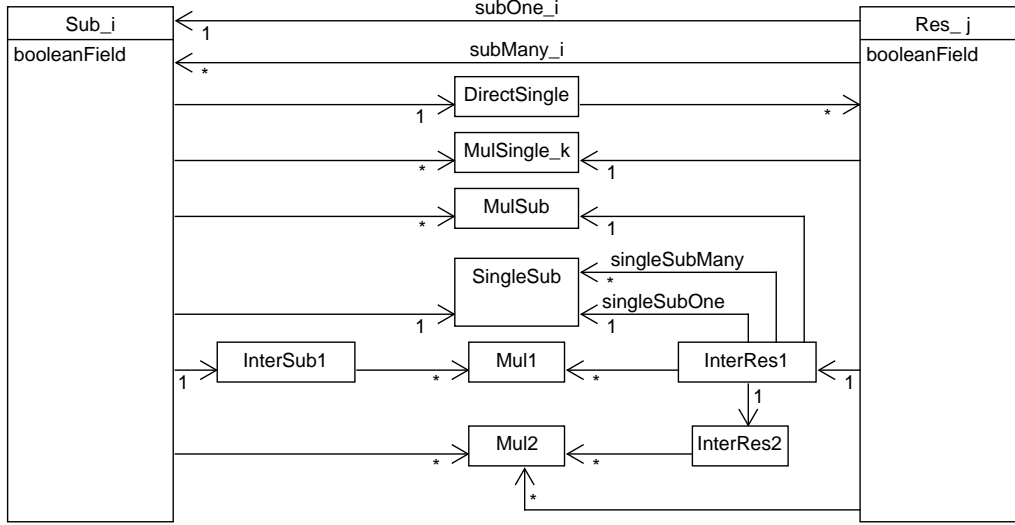 subOne_i
Sub_i
Res_ j
1
booleanField
subMany_i
booleanField
*
DirectSingle
1
*
MulSingle_k
*
1
MulSub
*
1
singleSubMany
SingleSub
*
singleSubOne
1
1
InterSub1
Mul1
InterRes1
1
*
*
1
1
Mul2
InterRes2
*
*
*